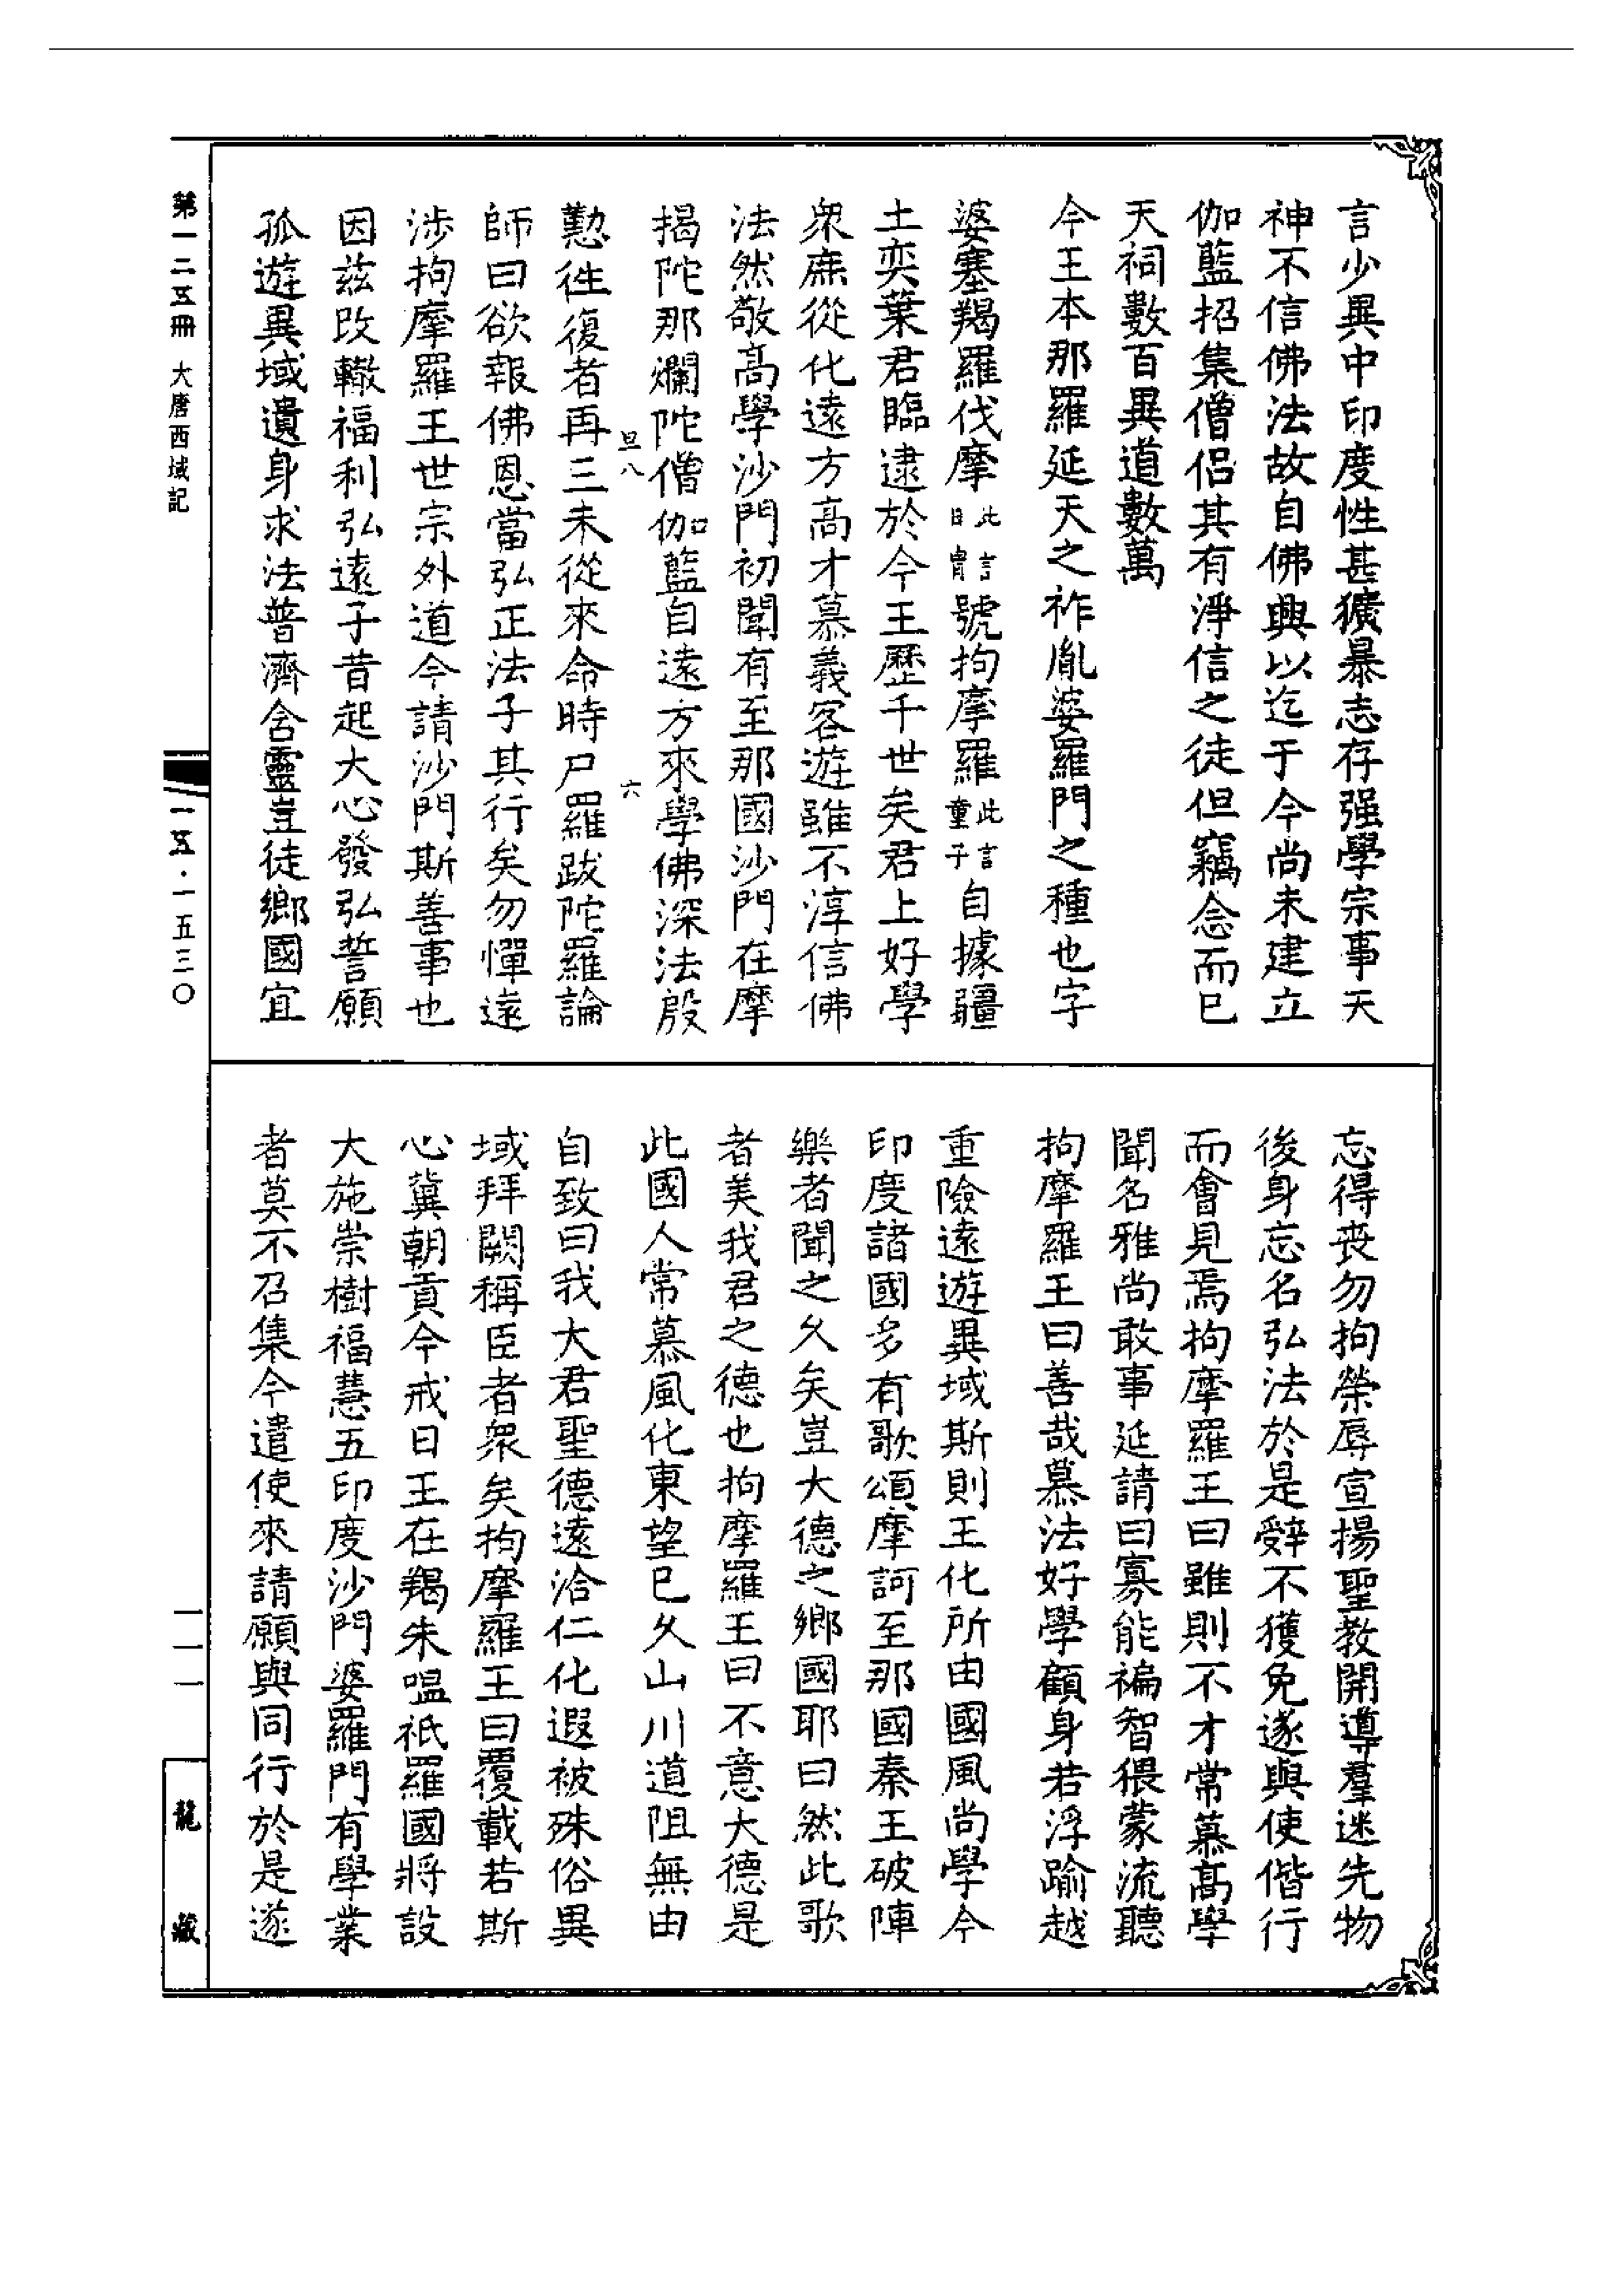 言少異中印度性甚獷暴志存强學宗事天
神不信佛法故自佛興以迄于今尚未建立
伽藍招集僧侶其有淨信之徒但竊念而已
天祠數百異道數萬
今王本那羅延天之祚胤婆羅門之種也字
婆塞羯羅伐摩此言日冑號拘摩羅此言童子自據疆
土奕葉君臨逮於今王歷千世矣君上好學
衆庶從化遠方高才慕義客遊雖不淳信佛
法然敬高學沙門初聞有至那國沙門在摩
揭陀那爛陀僧伽藍自遠方來學佛深法殷
旦八 六
懃往復者再三未從來命時尸羅跋陀羅論
師曰欲報佛恩當弘正法子其行矣勿憚遠
涉拘摩羅王世宗外道今請沙門斯善事也
因茲改轍福利弘遠子昔起大心發弘誓願
孤遊異域遺身求法普濟含靈豈徒鄉國宜
忘得喪勿拘榮辱宣揚聖教開導羣迷先物
後身忘名弘法於是辭不獲免遂與使偕行
而會見焉拘摩羅王曰雖則不才常慕高學
聞名雅尚敢事延請曰寡能褊智猥蒙流聽
拘摩羅王曰善哉慕法好學顧身若浮踰越
重險遠遊異域斯則王化所由國風尚學今
印度諸國多有歌頌摩訶至那國秦王破陣
樂者聞之久矣豈大德之鄉國耶曰然此歌
者美我君之德也拘摩羅王曰不意大德是
此國人常慕風化東望已久山川道阻無由
自致曰我大君聖德遠洽仁化遐被殊俗異
域拜闕稱臣者衆矣拘摩羅王曰覆載若斯
心冀朝貢今戒日王在羯朱嗢祇羅國將設
大施崇樹福慧五印度沙門婆羅門有學業
者莫不召集今遣使來請願與同行於是遂
第一二五冊 大唐西域記
一五·一五三〇
一一一
龍藏